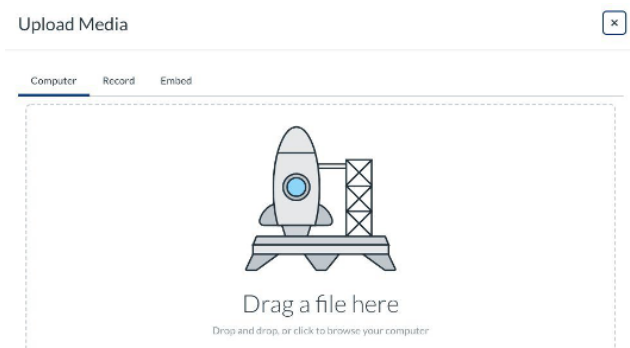 Upload Media
Computer Record Embed
Drag a file here
Drop and drop, or click to browse your computer